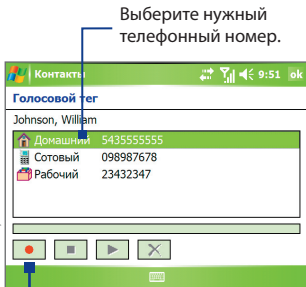 Выберите нужный
телефонный номер.
Контакты 9:51 ok
Голосовой тег
Johnson, William
Домашний 5435555555
Сотовый 098987678
Рабочий 23432347